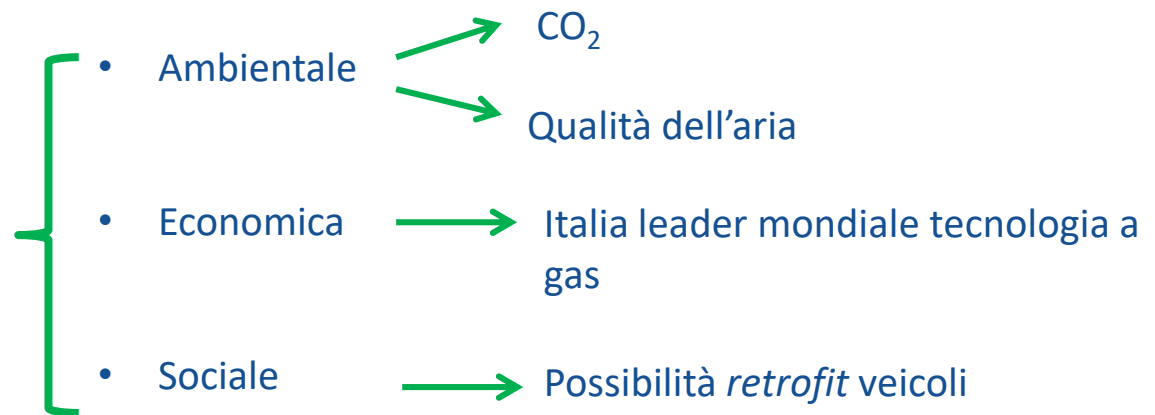 CO₂
• Ambientale
Qualità dell’aria
• Economica
Italia leader mondiale tecnologia a
gas
• Sociale
Possibilità retrofit veicoli